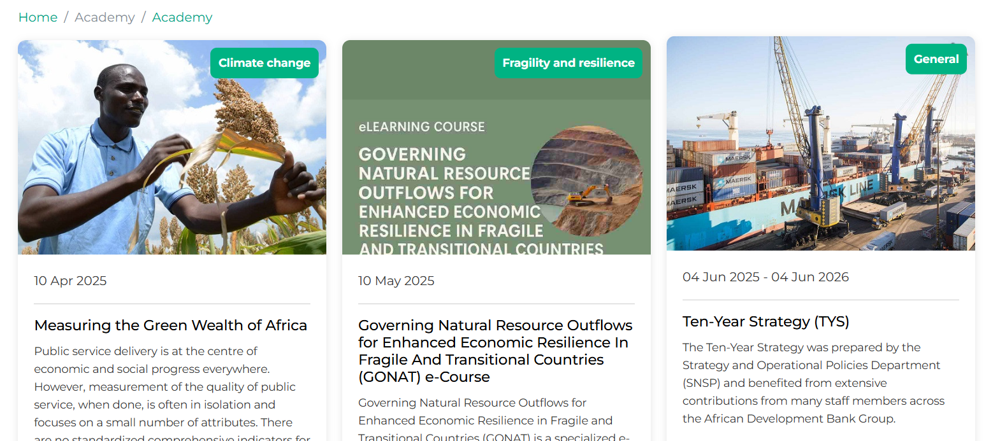 Home / Academy / Academy
Climate change
10 Apr 2025
Measuring the Green Wealth of Africa
Public service delivery is at the centre of
economic and social progress everywhere.
However, measurement of the quality of public
service, when done, is often in isolation and
focuses on a small number of attributes. There
are no standardized comprehensive indicators for
Fragility and resilience
eLEARNING COURSE
GOVERNING
NATURAL RESOURCE
OUTFLOWS FOR
ENHANCED ECONOMIC
RESILIENCE IN FRAGILE
AND TRANSITIONAL COUNTRIES
10 May 2025
Governing Natural Resource Outflows
for Enhanced Economic Resilience In
Fragile And Transitional Countries
(GONAT) e-Course
Governing Natural Resource Outflows for
Enhanced Economic Resilience in Fragile and
Transitional Countries (GONAT) is a specialized e-
General
MAERSK
MAERSK
MAERSK
MAERSK
LINE
MAERSK
04 Jun 2025 - 04 Jun 2026
Ten-Year Strategy (TYS)
The Ten-Year Strategy was prepared by the
Strategy and Operational Policies Department
(SNSP) and benefited from extensive
contributions from many staff members across
the African Development Bank Group.